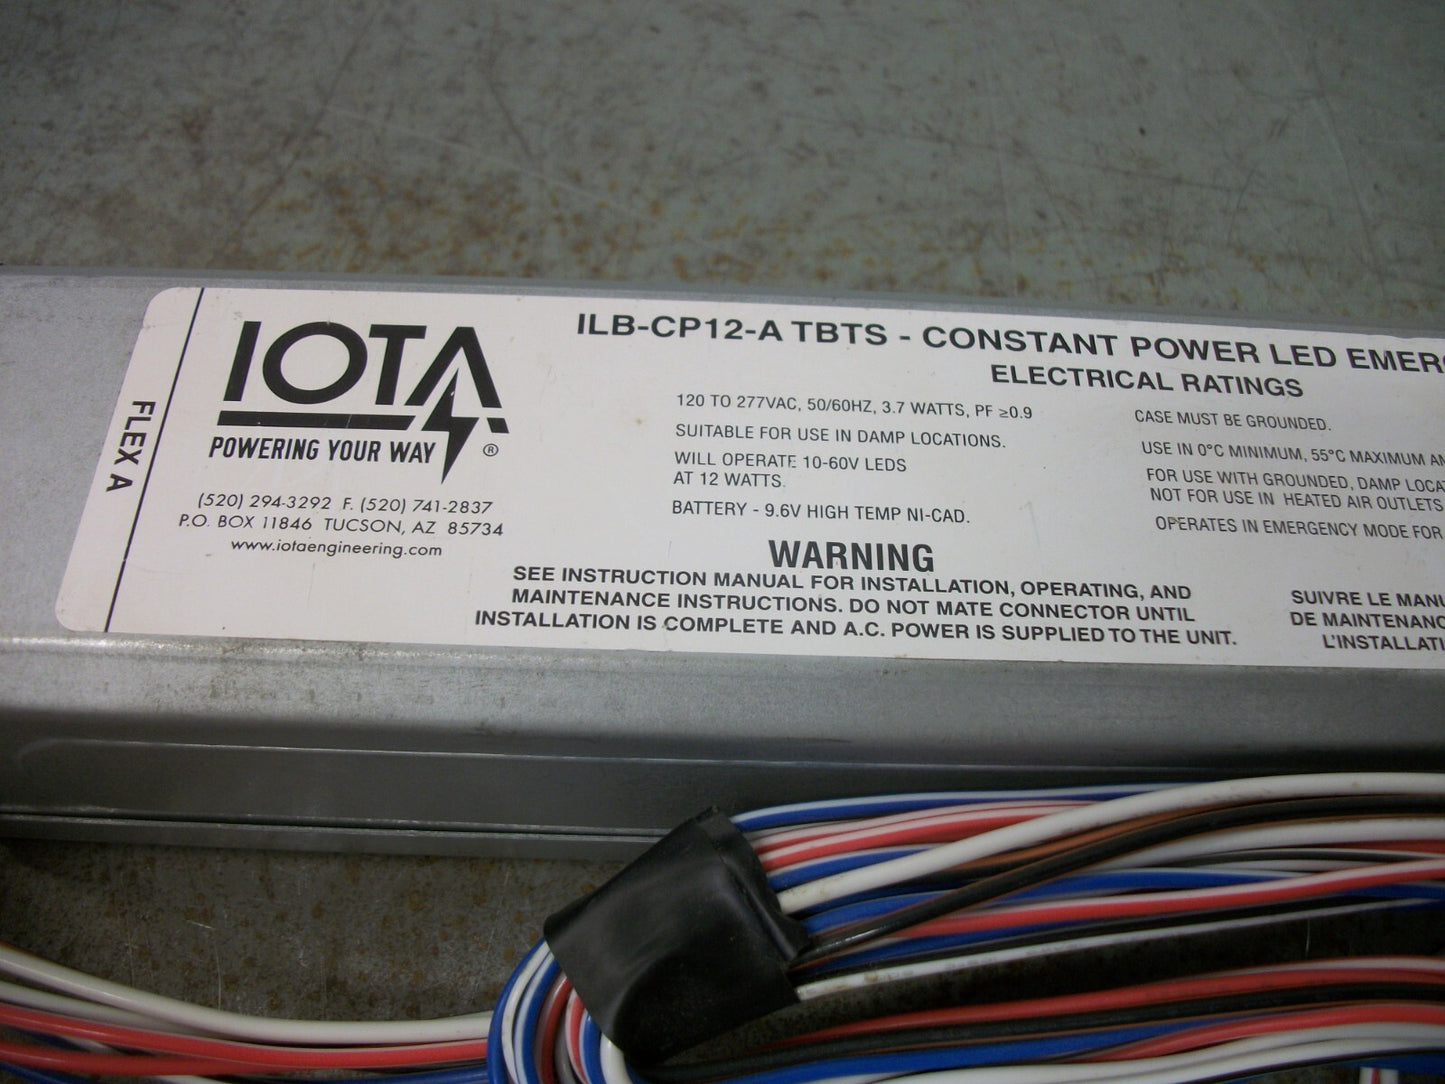 FLEX A
IOTA
POWERING YOUR WAY ®
(520) 294-3292 F. (520) 741-2837
P.O. BOX 11846 TUCSON, AZ 85734
www.iotaengineering.com
ILB-CP12-A TBTS - CONSTANT POWER LED EMERG
ELECTRICAL RATINGS
120 TO 277VAC, 50/60HZ, 3.7 WATTS, PF ≥0.9
SUITABLE FOR USE IN DAMP LOCATIONS.
WILL OPERATE 10-60V LEDS
AT 12 WATTS.
BATTERY - 9.6V HIGH TEMP NI-CAD.
CASE MUST BE GROUNDED.
USE IN 0°C MINIMUM, 55°C MAXIMUM AM
FOR USE WITH GROUNDED, DAMP LOCAT
NOT FOR USE IN HEATED AIR OUTLETS
OPERATES IN EMERGENCY MODE FOR
WARNING
SEE INSTRUCTION MANUAL FOR INSTALLATION, OPERATING, AND
MAINTENANCE INSTRUCTIONS. DO NOT MATE CONNECTOR UNTIL
INSTALLATION IS COMPLETE AND A.C. POWER IS SUPPLIED TO THE UNIT.
SUIVRE LE MANU
DE MAINTENANC
L'INSTALLATI